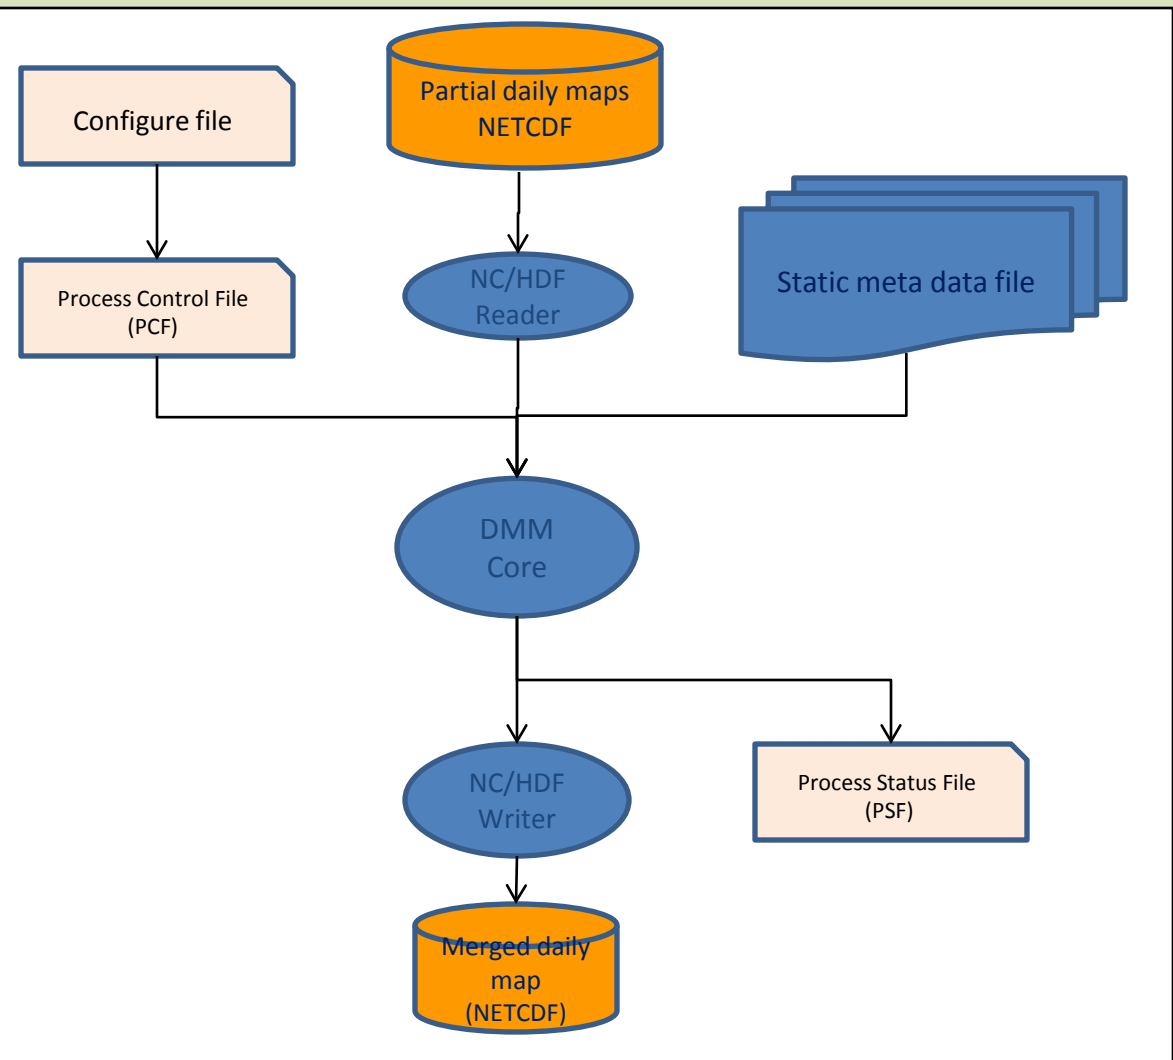 Configure file
Partial daily maps
NETCDF
Process Control File
(PCF)
NC/HDF
Reader
Static meta data file
DMM
Core
NC/HDF
Writer
Process Status File
(PSF)
Merged daily
map
(NETCDF)